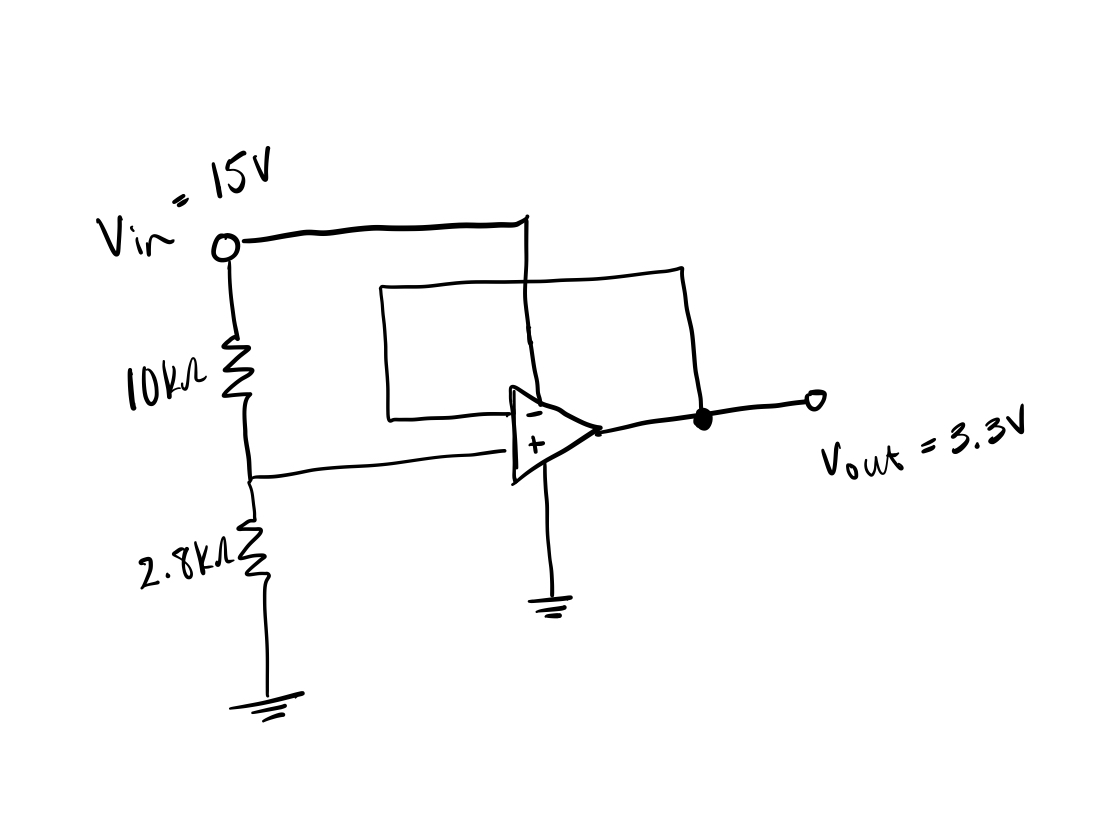 Vin = 15V
10kΩ
2.8kΩ
-
+
Vout = 3.3V